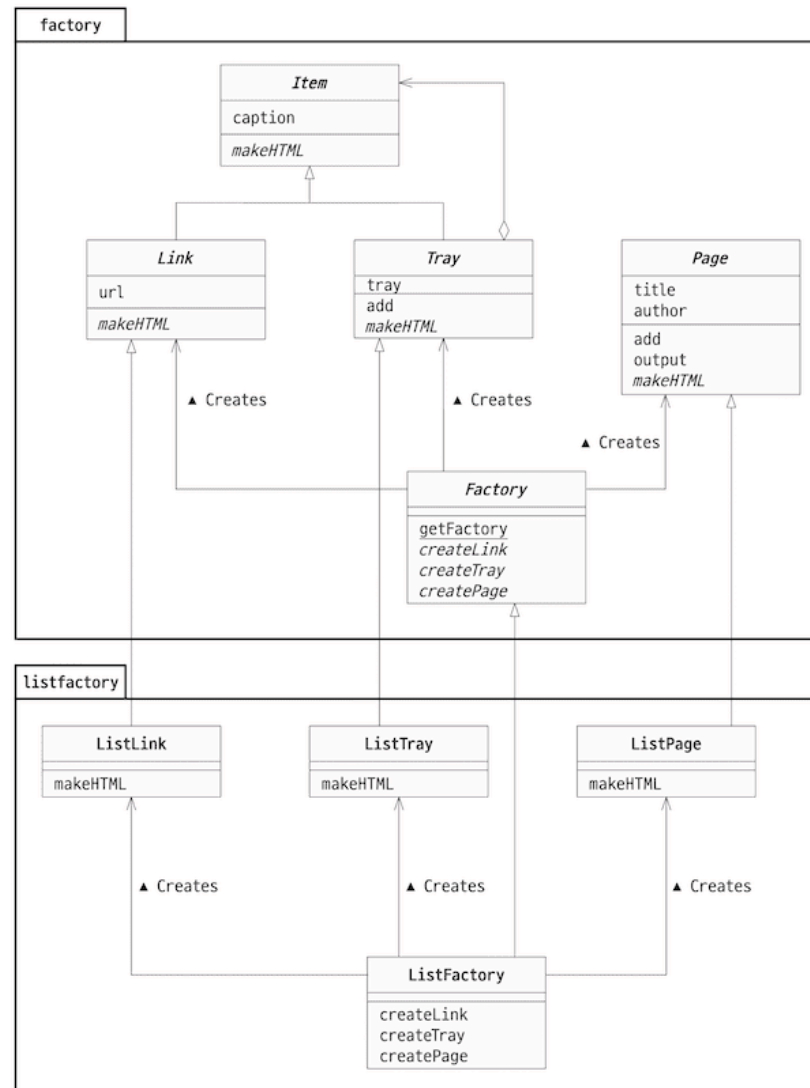 factory
Item
caption
makeHTML
Link
url
makeHTML
Tray
tray
add
makeHTML
Page
title
author
add
output
makeHTML
▲ Creates
▲ Creates
▲ Creates
Factory
getFactory
createLink
createTray
createPage
listfactory
ListLink
makeHTML
ListTray
makeHTML
ListPage
makeHTML
▲ Creates
▲ Creates
▲ Creates
ListFactory
createLink
createTray
createPage